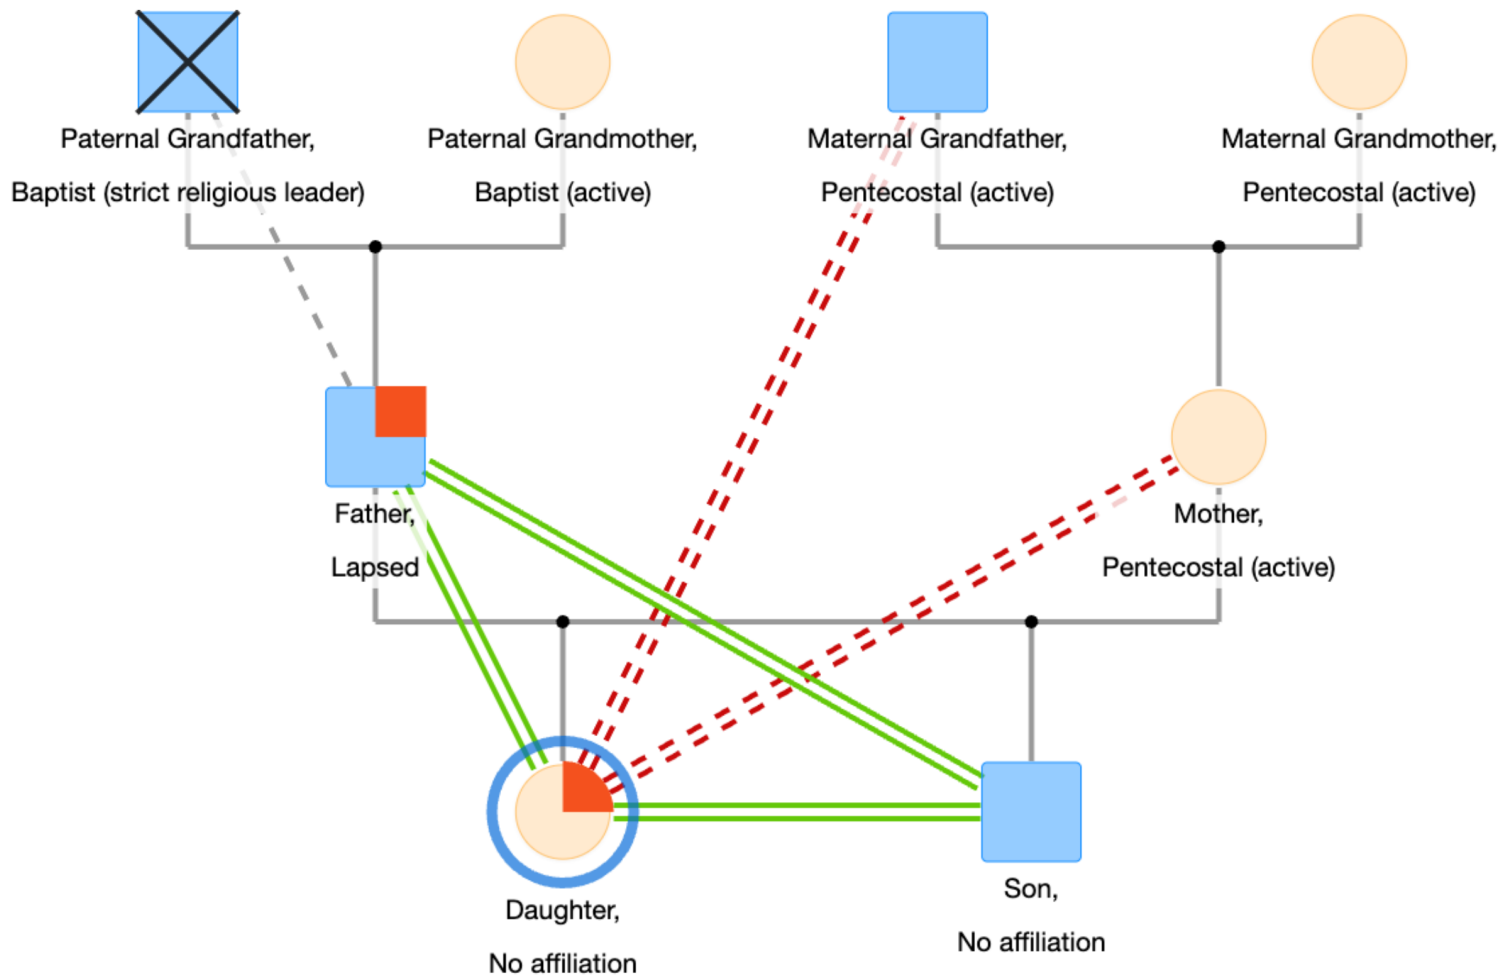 Paternal Grandfather,
Baptist (strict religious leader)
Paternal Grandmother,
Baptist (active)
Maternal Grandfather,
Pentecostal (active)
Maternal Grandmother,
Pentecostal (active)
Father,
Lapsed
Mother,
Pentecostal (active)
Daughter,
No affiliation
Son,
No affiliation